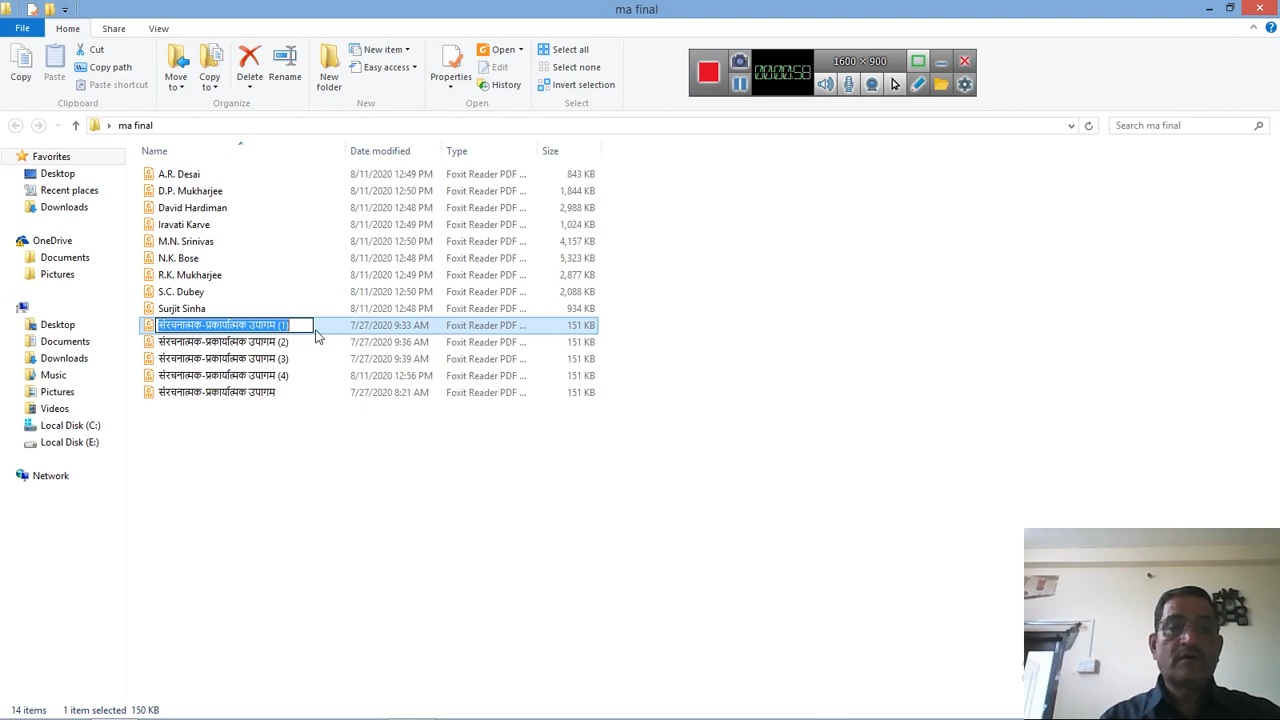 ma final
File Home Share View
Copy Paste Cut Copy path Paste shortcut Move to Copy to Delete Rename New folder New item Easy access Properties Open Edit History Select all Select none Invert selection
00:00:58 1600 × 900
Clipboard Organize New Open Select
ma final Search ma final
Favorites
Desktop
Recent places
Downloads
OneDrive
Documents
Pictures
Desktop
Documents
Downloads
Music
Pictures
Videos
Local Disk (C:)
Local Disk (E:)
Network
Name Date modified Type Size
A.R. Desai 8/11/2020 12:49 PM Foxit Reader PDF ... 843 KB
D.P. Mukharjee 8/11/2020 12:50 PM Foxit Reader PDF ... 1,844 KB
David Hardiman 8/11/2020 12:48 PM Foxit Reader PDF ... 2,988 KB
Iravati Karve 8/11/2020 12:49 PM Foxit Reader PDF ... 1,024 KB
M.N. Srinivas 8/11/2020 12:50 PM Foxit Reader PDF ... 4,157 KB
N.K. Bose 8/11/2020 12:48 PM Foxit Reader PDF ... 5,323 KB
R.K. Mukharjee 8/11/2020 12:49 PM Foxit Reader PDF ... 2,877 KB
S.C. Dubey 8/11/2020 12:50 PM Foxit Reader PDF ... 2,088 KB
Surjit Sinha 8/11/2020 12:48 PM Foxit Reader PDF ... 934 KB
संरचनात्मक-प्रकार्यात्मक उपागम (1) 7/27/2020 9:33 AM Foxit Reader PDF ... 151 KB
संरचनात्मक-प्रकार्यात्मक उपागम (2) 7/27/2020 9:36 AM Foxit Reader PDF ... 151 KB
संरचनात्मक-प्रकार्यात्मक उपागम (3) 7/27/2020 9:39 AM Foxit Reader PDF ... 151 KB
संरचनात्मक-प्रकार्यात्मक उपागम (4) 8/11/2020 12:56 PM Foxit Reader PDF ... 151 KB
संरचनात्मक-प्रकार्यात्मक उपागम 7/27/2020 8:21 AM Foxit Reader PDF ... 151 KB
14 items 1 item selected 150 KB